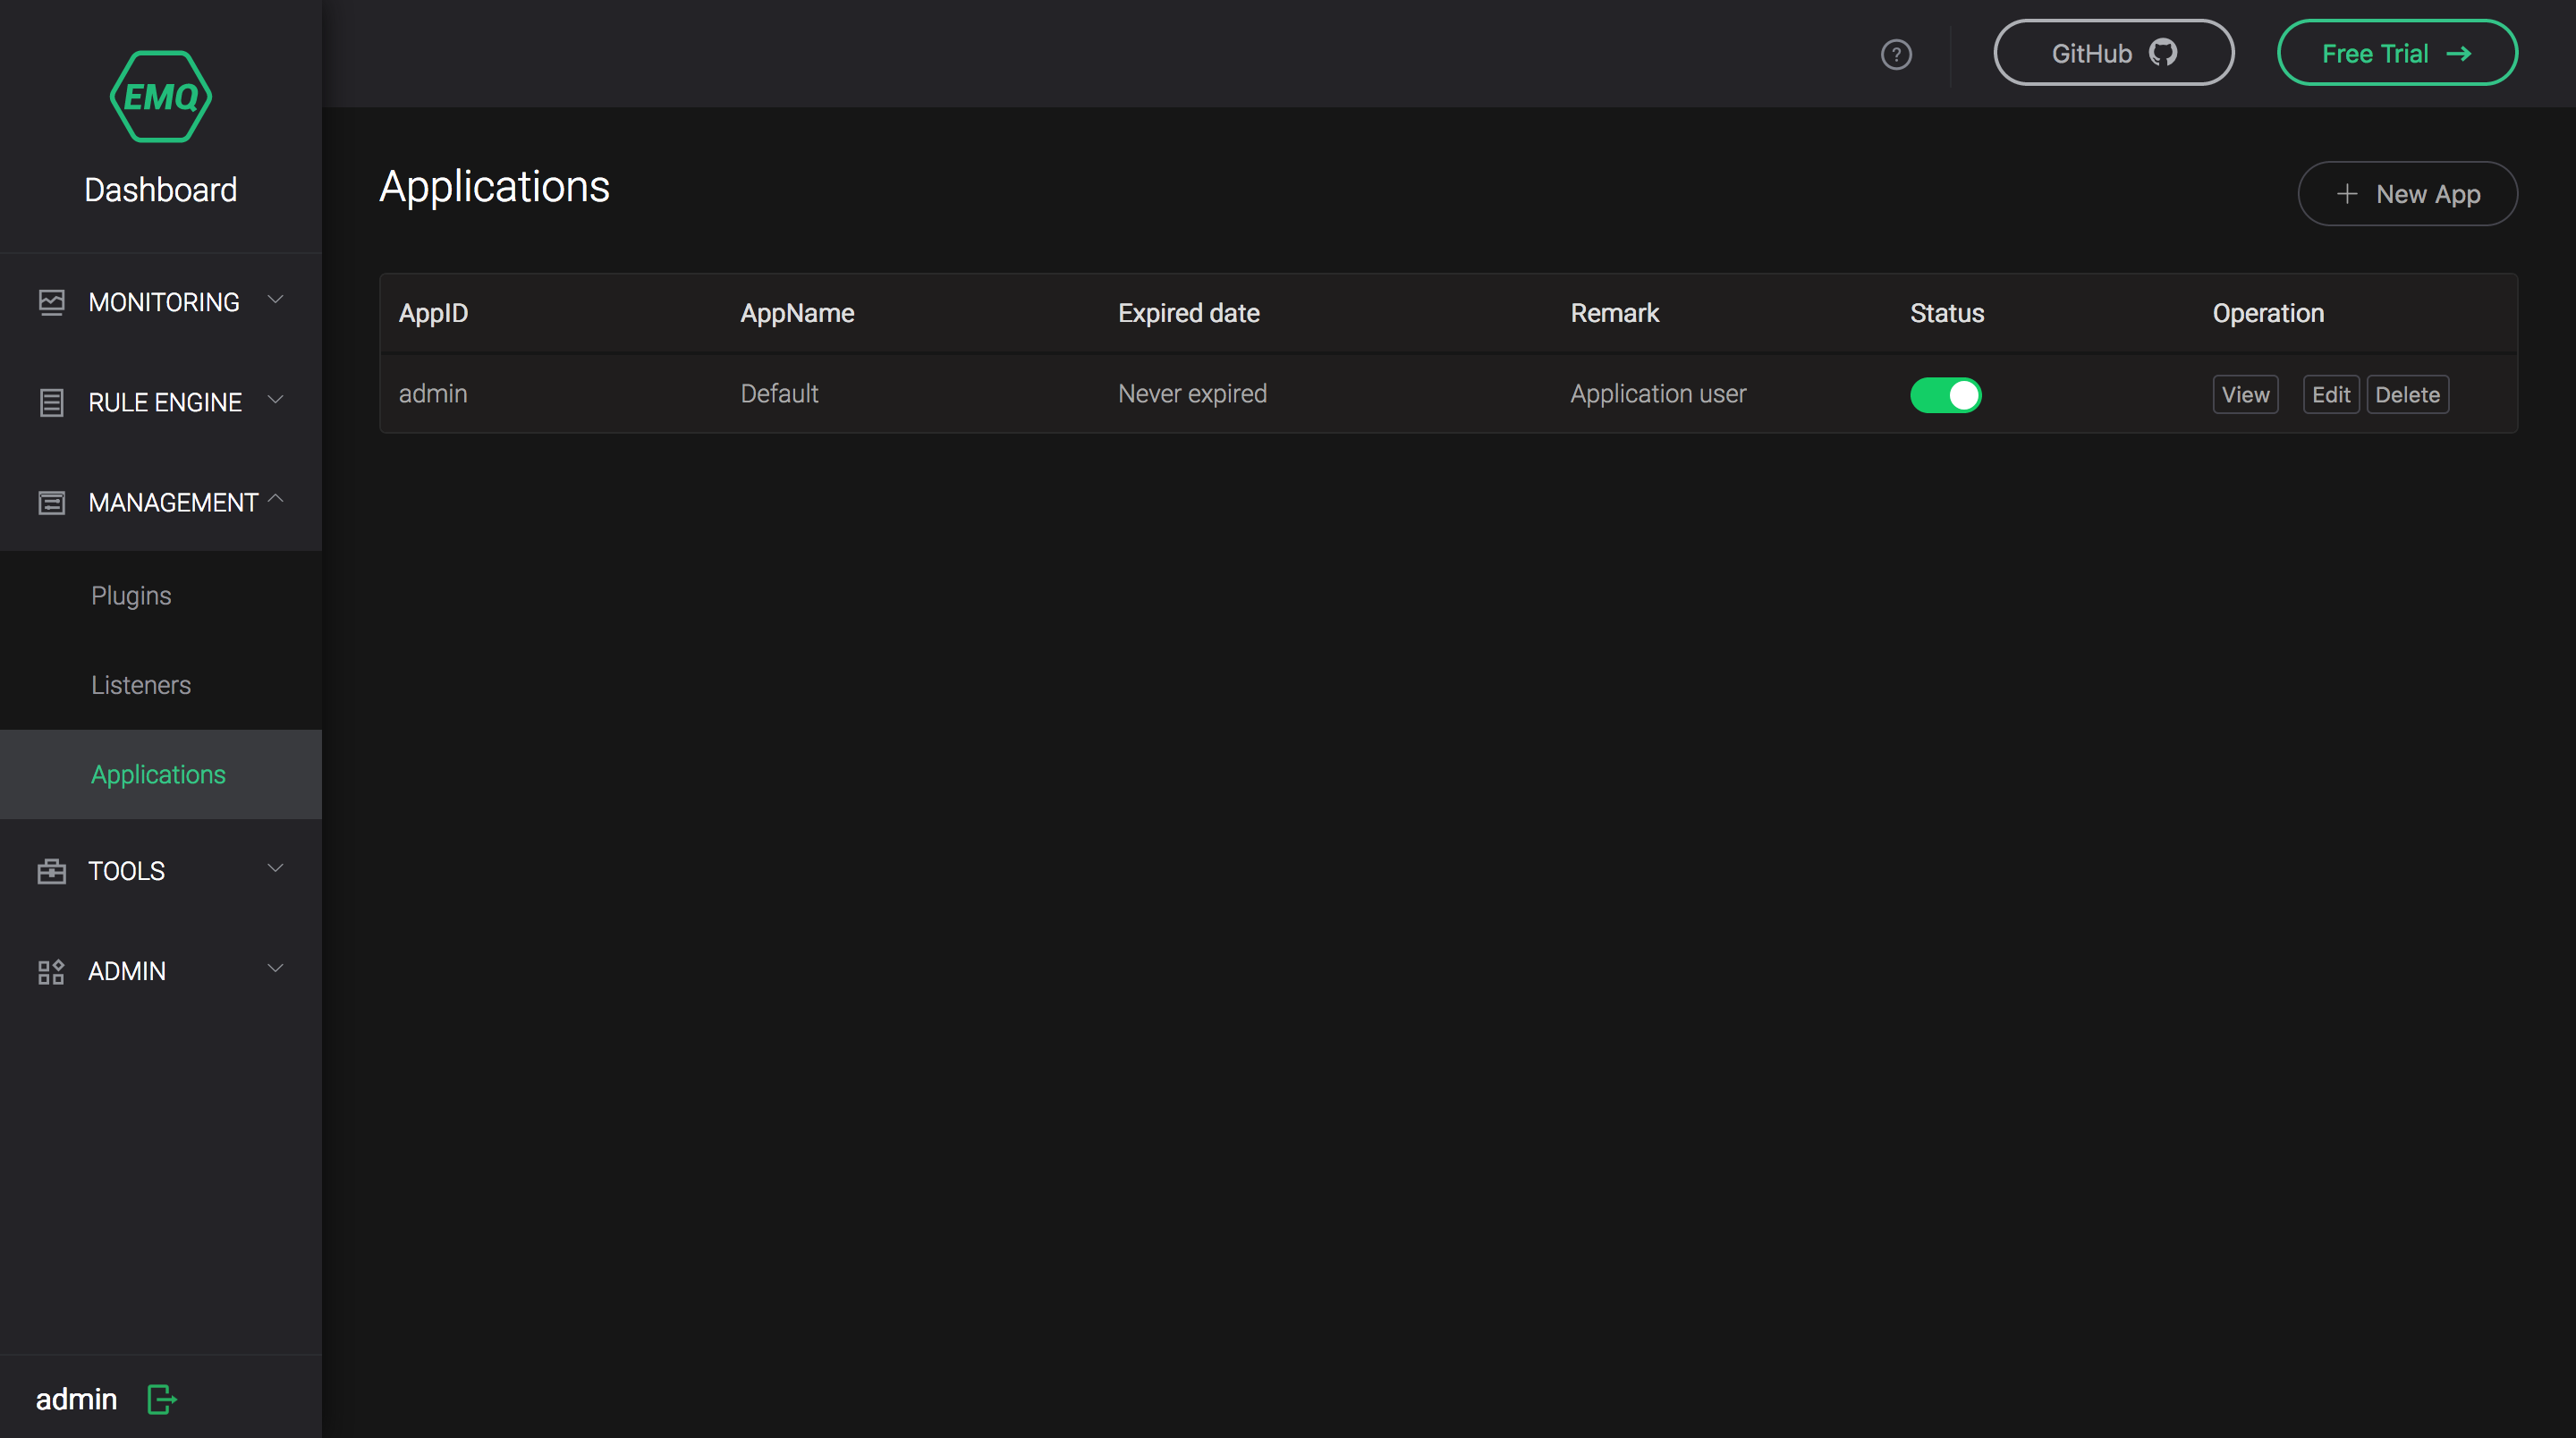 EMQ
Dashboard
MONITORING
RULE ENGINE
MANAGEMENT
Plugins
Listeners
Applications
TOOLS
ADMIN
admin
?
GitHub
Free Trial →
Applications
+ New App
AppID AppName Expired date Remark Status Operation
admin Default Never expired Application user View Edit Delete